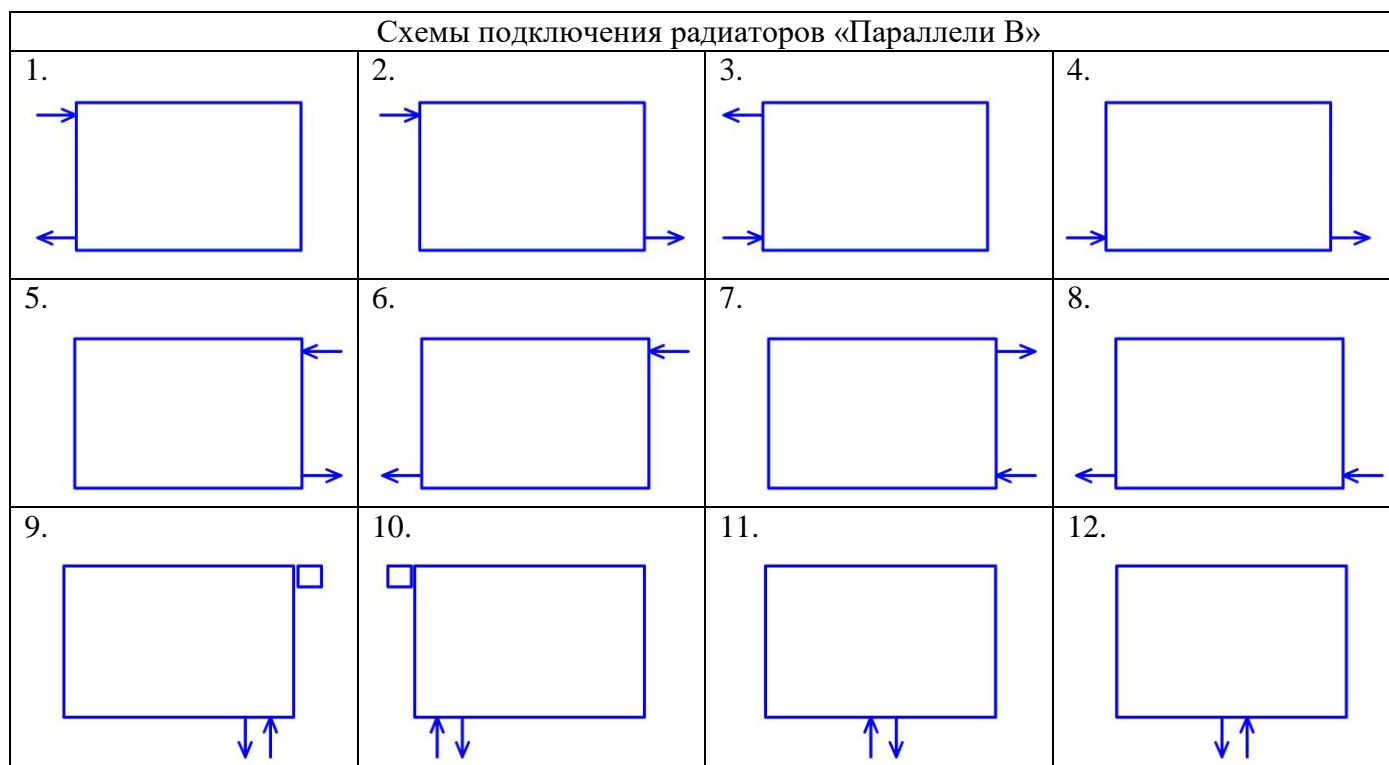 Схемы подключения радиаторов «Параллели В»
1. 2. 3. 4.
5. 6. 7. 8.
9. 10. 11. 12.